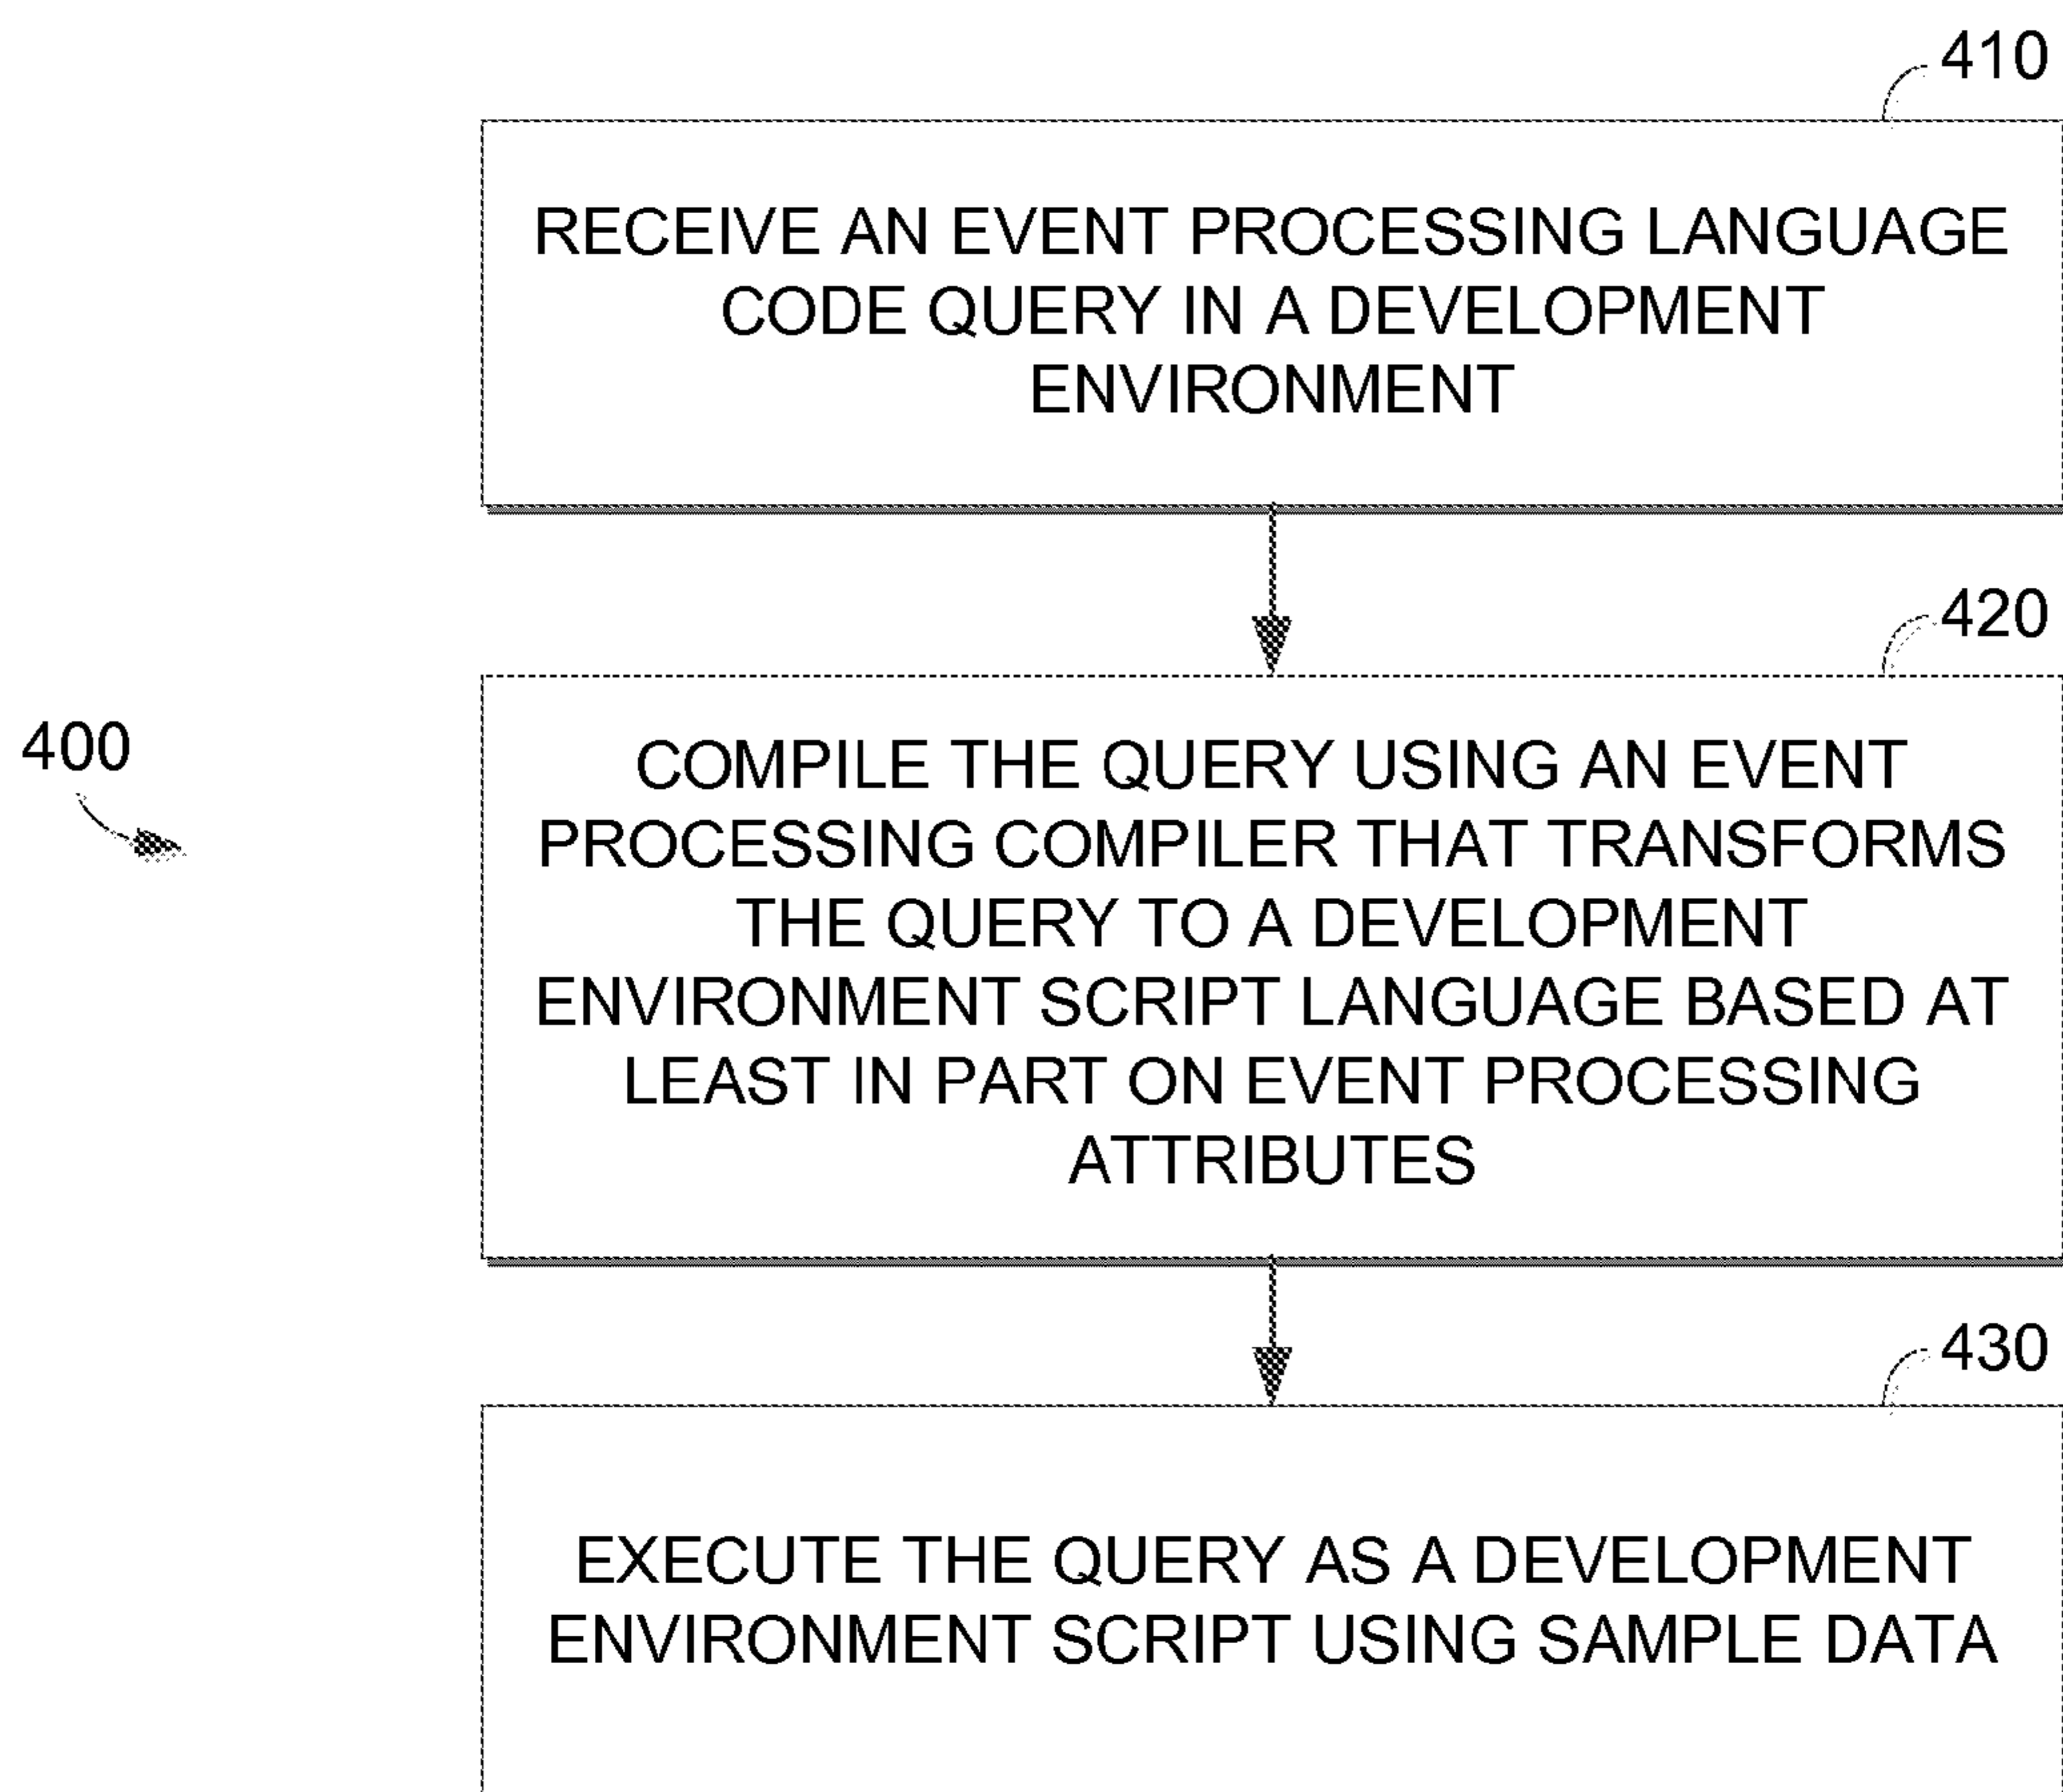 410
RECEIVE AN EVENT PROCESSING LANGUAGE
CODE QUERY IN A DEVELOPMENT
ENVIRONMENT
420
400
COMPILE THE QUERY USING AN EVENT
PROCESSING COMPILER THAT TRANSFORMS
THE QUERY TO A DEVELOPMENT
ENVIRONMENT SCRIPT LANGUAGE BASED AT
LEAST IN PART ON EVENT PROCESSING
ATTRIBUTES
430
EXECUTE THE QUERY AS A DEVELOPMENT
ENVIRONMENT SCRIPT USING SAMPLE DATA